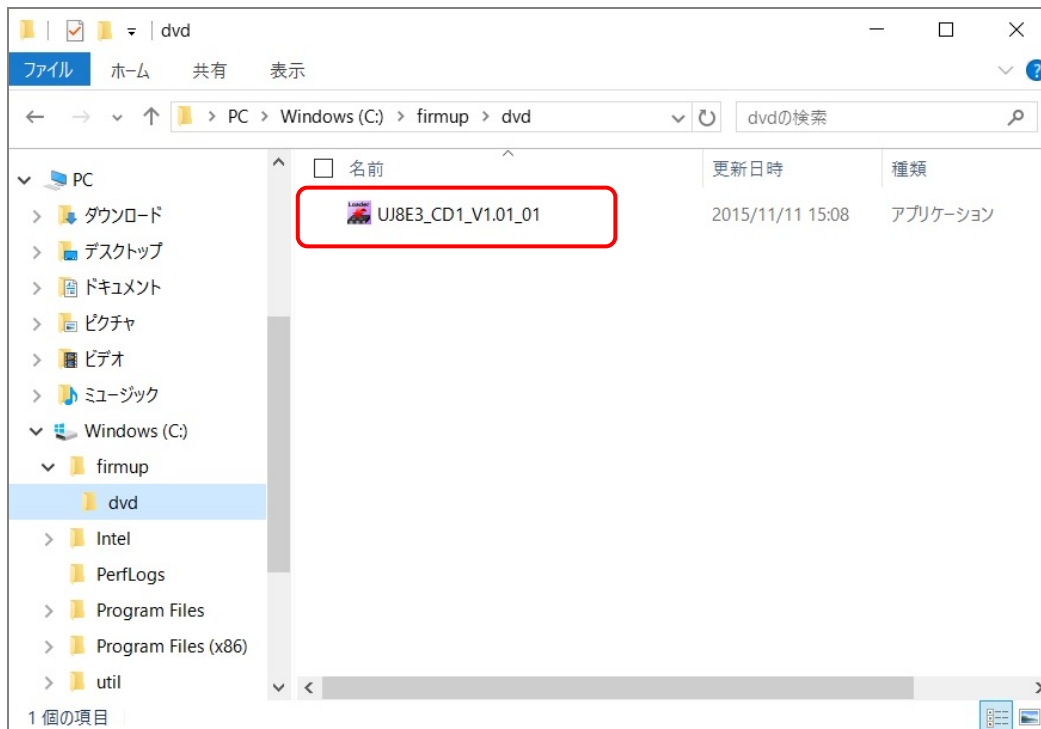 dvd
ファイル ホーム 共有 表示
PC > Windows (C:) > firmup > dvd dvdの検索
名前 更新日時 種類
PC
ダウンロード
Loader UJ8E3_CD1_V1.01_01 2015/11/11 15:08 アプリケーション
デスクトップ
ドキュメント
ピクチャ
ビデオ
ミュージック
Windows (C:)
firmup
dvd
Intel
PerfLogs
Program Files
Program Files (x86)
util
1 個の項目